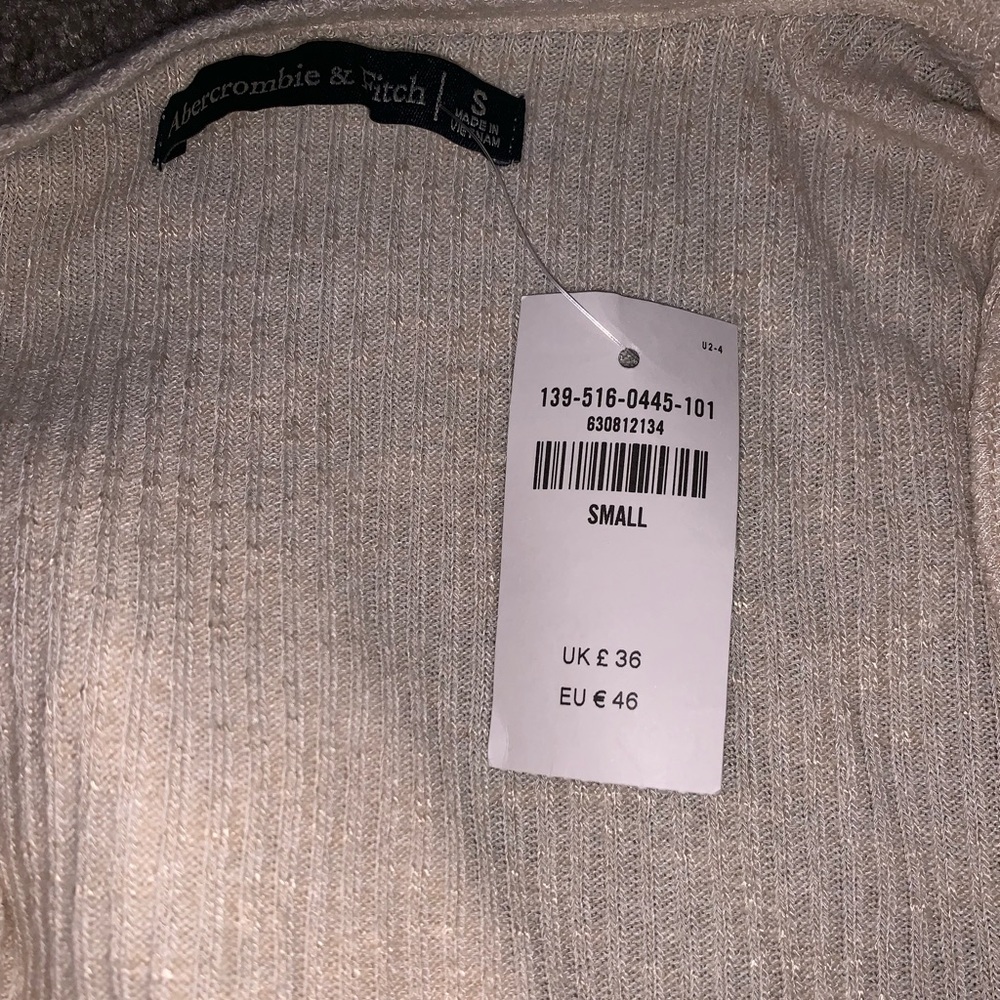 Abercrombie & Fitch
S
MADE IN
VIETNAM
U2-4
139-516-0445-101
630812134
SMALL
UK £ 36
EU € 46